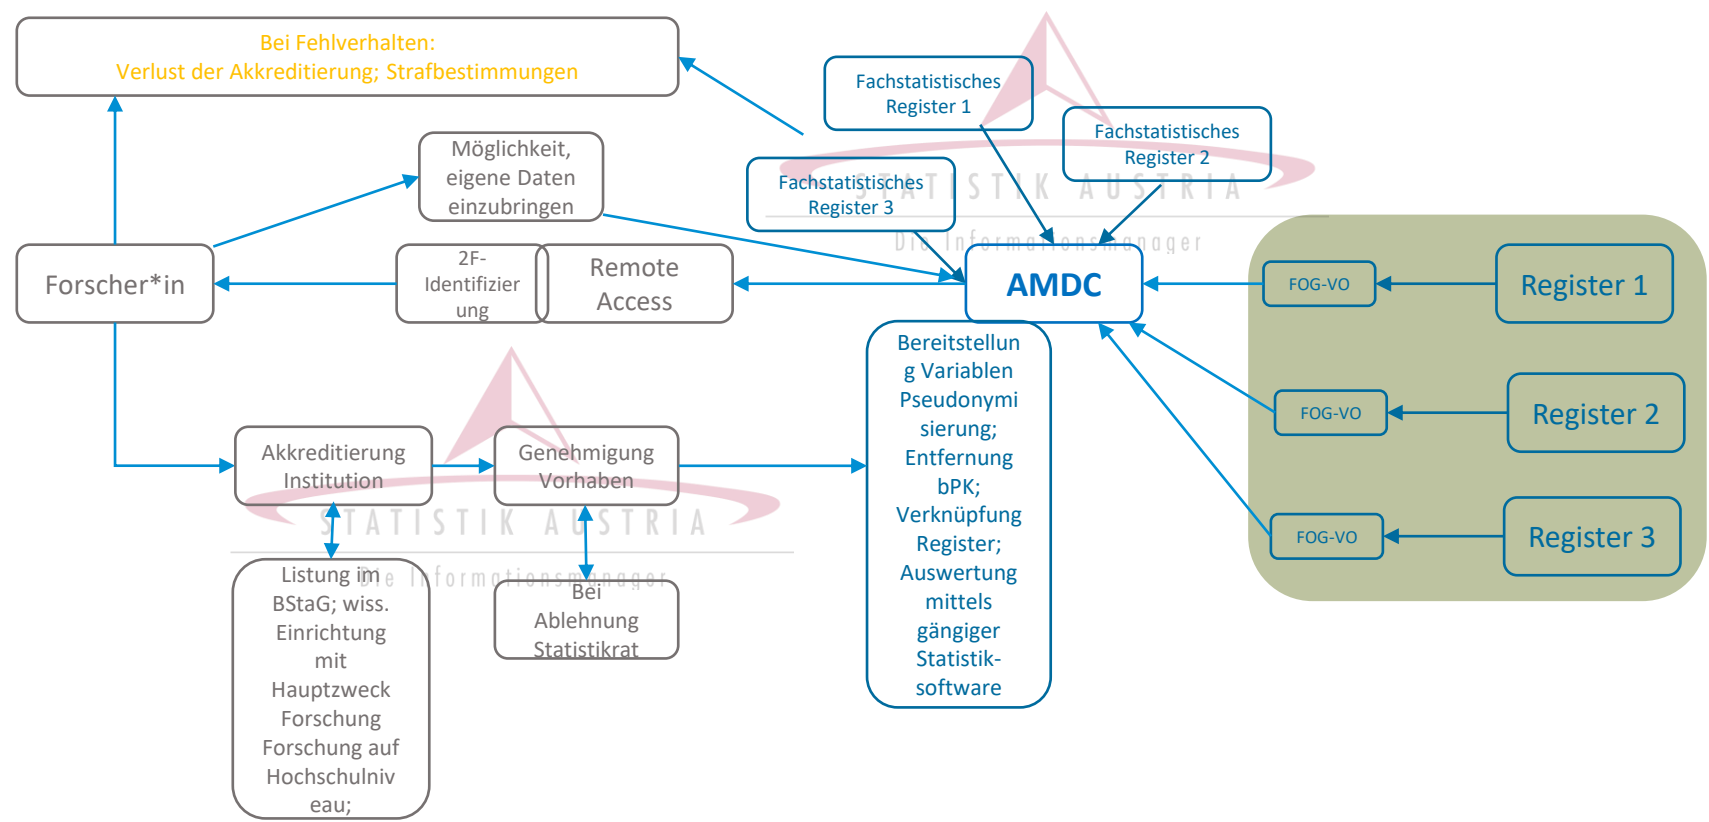 Bei Fehlverhalten:
Verlust der Akkreditierung; Strafbestimmungen
Fachstatistisches
Register 1
Fachstatistisches
Register 2
Möglichkeit,
eigene Daten
einzubringen
Fachstatistisches
Register 3
STATISTIK AUSTRIA
Die Informationsmanager
Forscher*in
2F-
Identifizier
ung
Remote
Access
AMDC
FOG-VO
Register 1
Bereitstellun
g Variablen
Pseudonymi
sierung;
Entfernung
bPK;
Verknüpfung
Register;
Auswertung
mittels
gängiger
Statistik-
software
FOG-VO
Register 2
FOG-VO
Register 3
Akkreditierung
Institution
Genehmigung
Vorhaben
STATISTIK AUSTRIA
Die Informationsmanager
Listung im
BStaG; wiss.
Einrichtung
mit
Hauptzweck
Forschung
Forschung auf
Hochschulniv
eau;
Bei
Ablehnung
Statistikrat